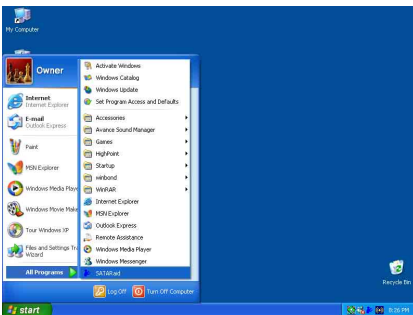 My Computer
Owner
Internet
Internet Explorer
E-mail
Outlook Express
Paint
MSN Explorer
Windows Media Playe
Windows Movie Make
Tour Windows XP
Files and Settings Tra
Wizard
All Programs
Activate Windows
Windows Catalog
Windows Update
Set Program Access and Defaults
Accessories
Avance Sound Manager
Games
HighPoint
Startup
winbond
WinRAR
Internet Explorer
MSN Explorer
Outlook Express
Remote Assistance
Windows Media Player
Windows Messenger
SATARaid
Log Off
Turn Off Computer
Recycle Bin
start
8:26 PM